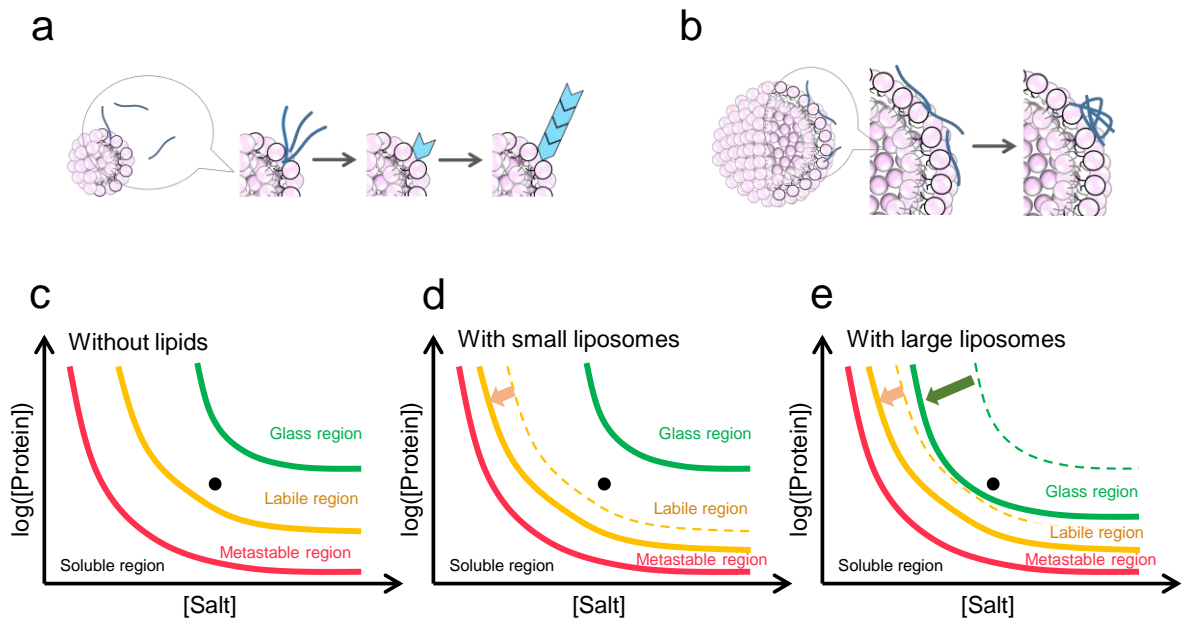 a
b
c
Without lipids
log([Protein])
Glass region
Labile region
Metastable region
Soluble region
[Salt]
d
With small liposomes
log([Protein])
Glass region
Labile region
Metastable region
Soluble region
[Salt]
e
With large liposomes
log([Protein])
Glass region
Labile region
Metastable region
Soluble region
[Salt]